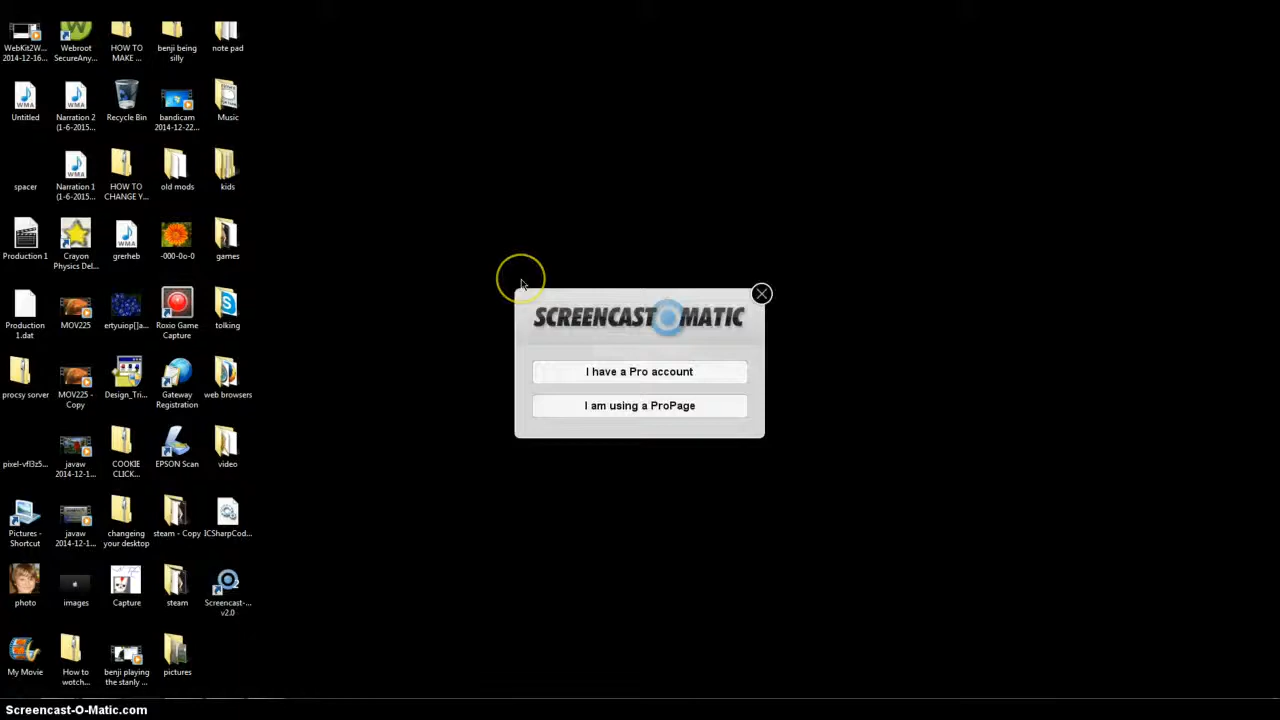 WebKit2W...
2014-12-16...
Webroot
SecureAny...
HOW TO
MAKE ...
benji being
silly
note pad
Untitled
Narration 2
(1-6-2015...
Recycle Bin
bandicam
2014-12-22...
Music
spacer
Narration 1
(1-6-2015...
HOW TO
CHANGE Y...
old mods
kids
Production 1
Crayon
Physics Del...
grerheb
-000-0o-0
games
Production
1.dat
MOV225
ertyuiop[]a...
Roxio Game
Capture
tolking
procsy server
MOV225 -
Copy
Design_Tri...
Gateway
Registration
web browsers
pixel-vfl3z5...
javaw
2014-12-1...
COOKIE
CLICK...
EPSON Scan
video
Pictures -
Shortcut
javaw
2014-12-1...
changeing
your desktop
steam - Copy
ICSharpCod...
photo
images
Capture
steam
Screencast-...
v2.0
My Movie
How to
watch...
benji playing
the stanly ...
pictures
SCREENCAST O MATIC
I have a Pro account
I am using a ProPage
Screencast-O-Matic.com